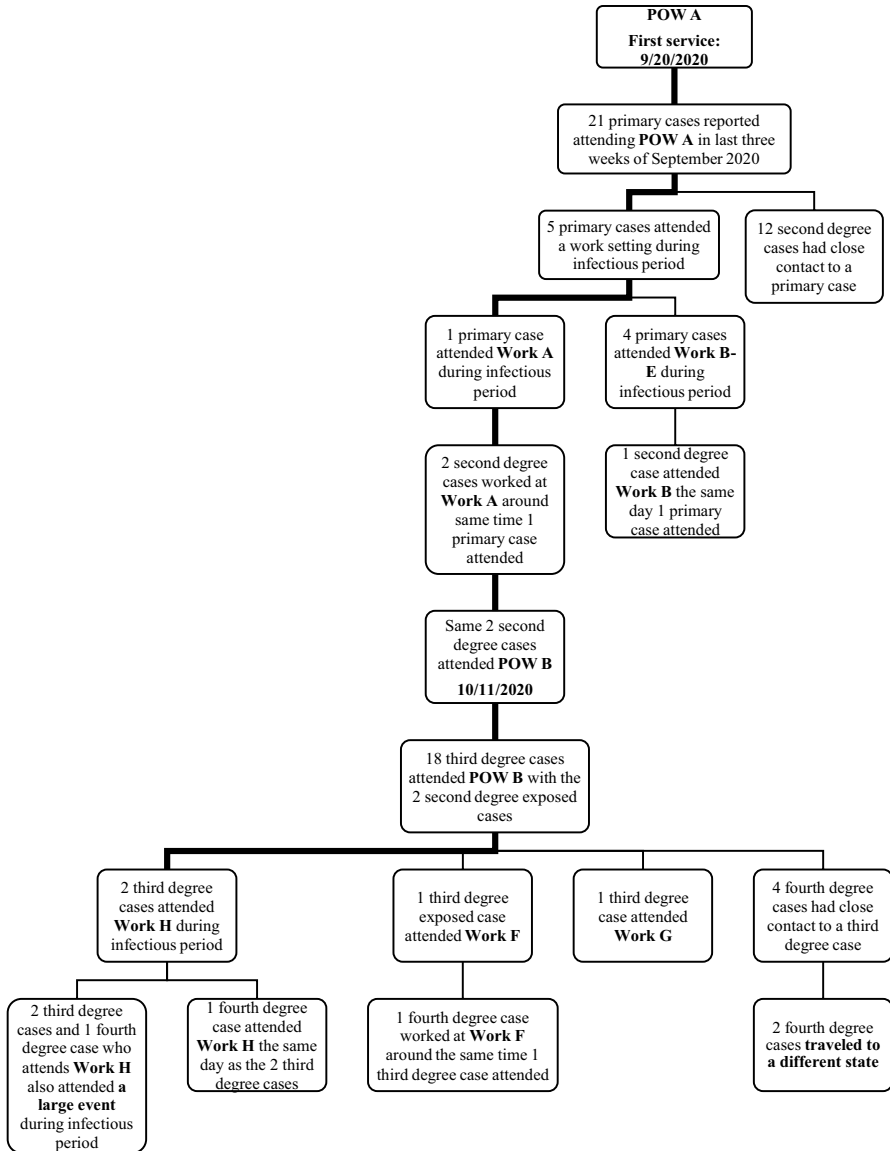 POW A
First service:
9/20/2020
21 primary cases reported
attending POW A in last three
weeks of September 2020
5 primary cases attended
a work setting during
infectious period
12 second degree
cases had close
contact to a
primary case
1 primary case
attended Work A
during infectious
period
4 primary cases
attended Work B-
E during
infectious period
2 second degree
cases worked at
Work A around
same time 1
primary case
attended
1 second degree
case attended
Work B the same
day 1 primary
case attended
Same 2 second
degree cases
attended POW B
10/11/2020
18 third degree cases
attended POW B with the
2 second degree exposed
cases
2 third degree
cases attended
Work H during
infectious period
1 third degree
exposed case
attended Work F
1 third degree
case attended
Work G
4 fourth degree
cases had close
contact to a third
degree case
2 third degree
cases and 1 fourth
degree case who
attends Work H
also attended a
large event
during infectious
period
1 fourth degree
case attended
Work H the same
day as the 2 third
degree cases
1 fourth degree case
worked at Work F
around the same time 1
third degree case attended
2 fourth degree
cases traveled to
a different state